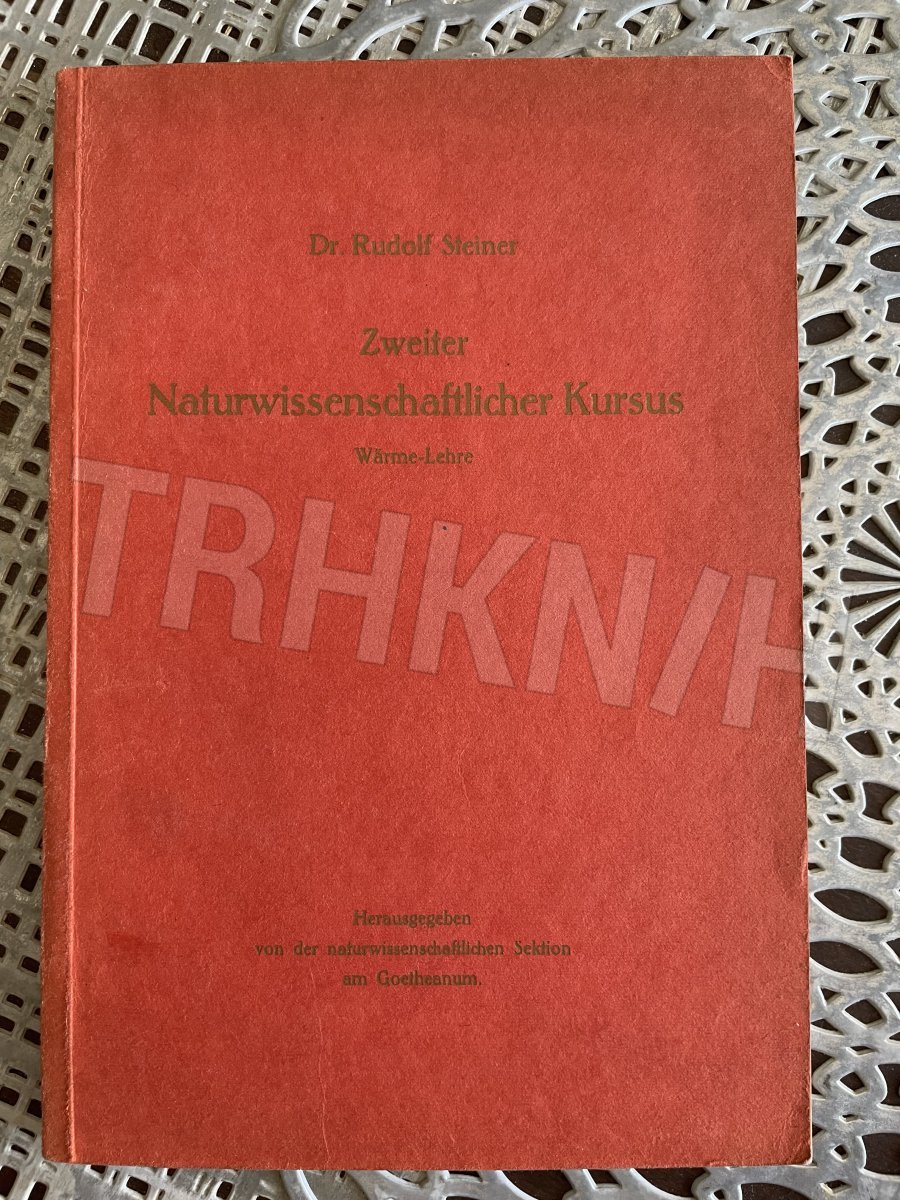 Dr. Rudolf Steiner
Zweiter
Naturwissenschaftlicher Kursus
Wärme-Lehre
TRHKN/H
Herausgegeben
von der naturwissenschaftlichen Sektion
am Goetheanum.